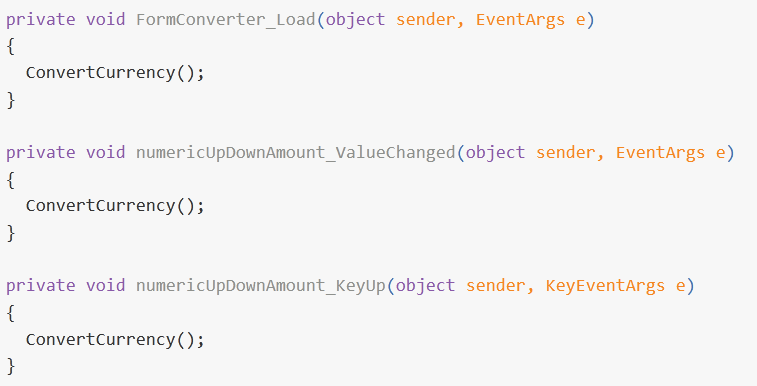 private void FormConverter_Load(object sender, EventArgs e)
{
  ConvertCurrency();
}

private void numericUpDownAmount_ValueChanged(object sender, EventArgs e)
{
  ConvertCurrency();
}

private void numericUpDownAmount_KeyUp(object sender, KeyEventArgs e)
{
  ConvertCurrency();
}